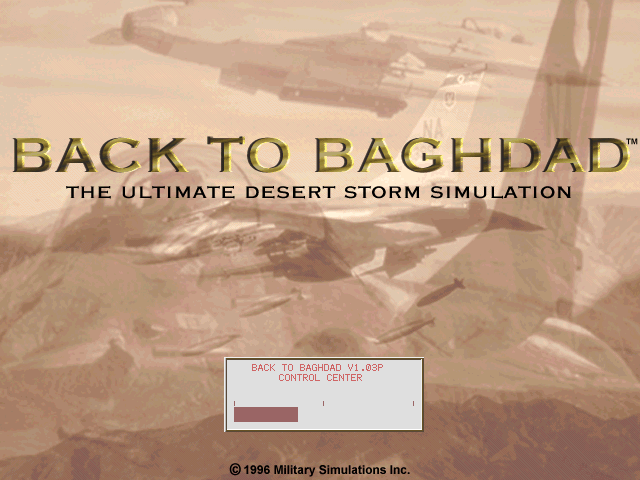 NA
BACK TO BAGHDAD™
THE ULTIMATE DESERT STORM SIMULATION
BACK TO BAGHDAD V1.03P
CONTROL CENTER
© 1996 Military Simulations Inc.